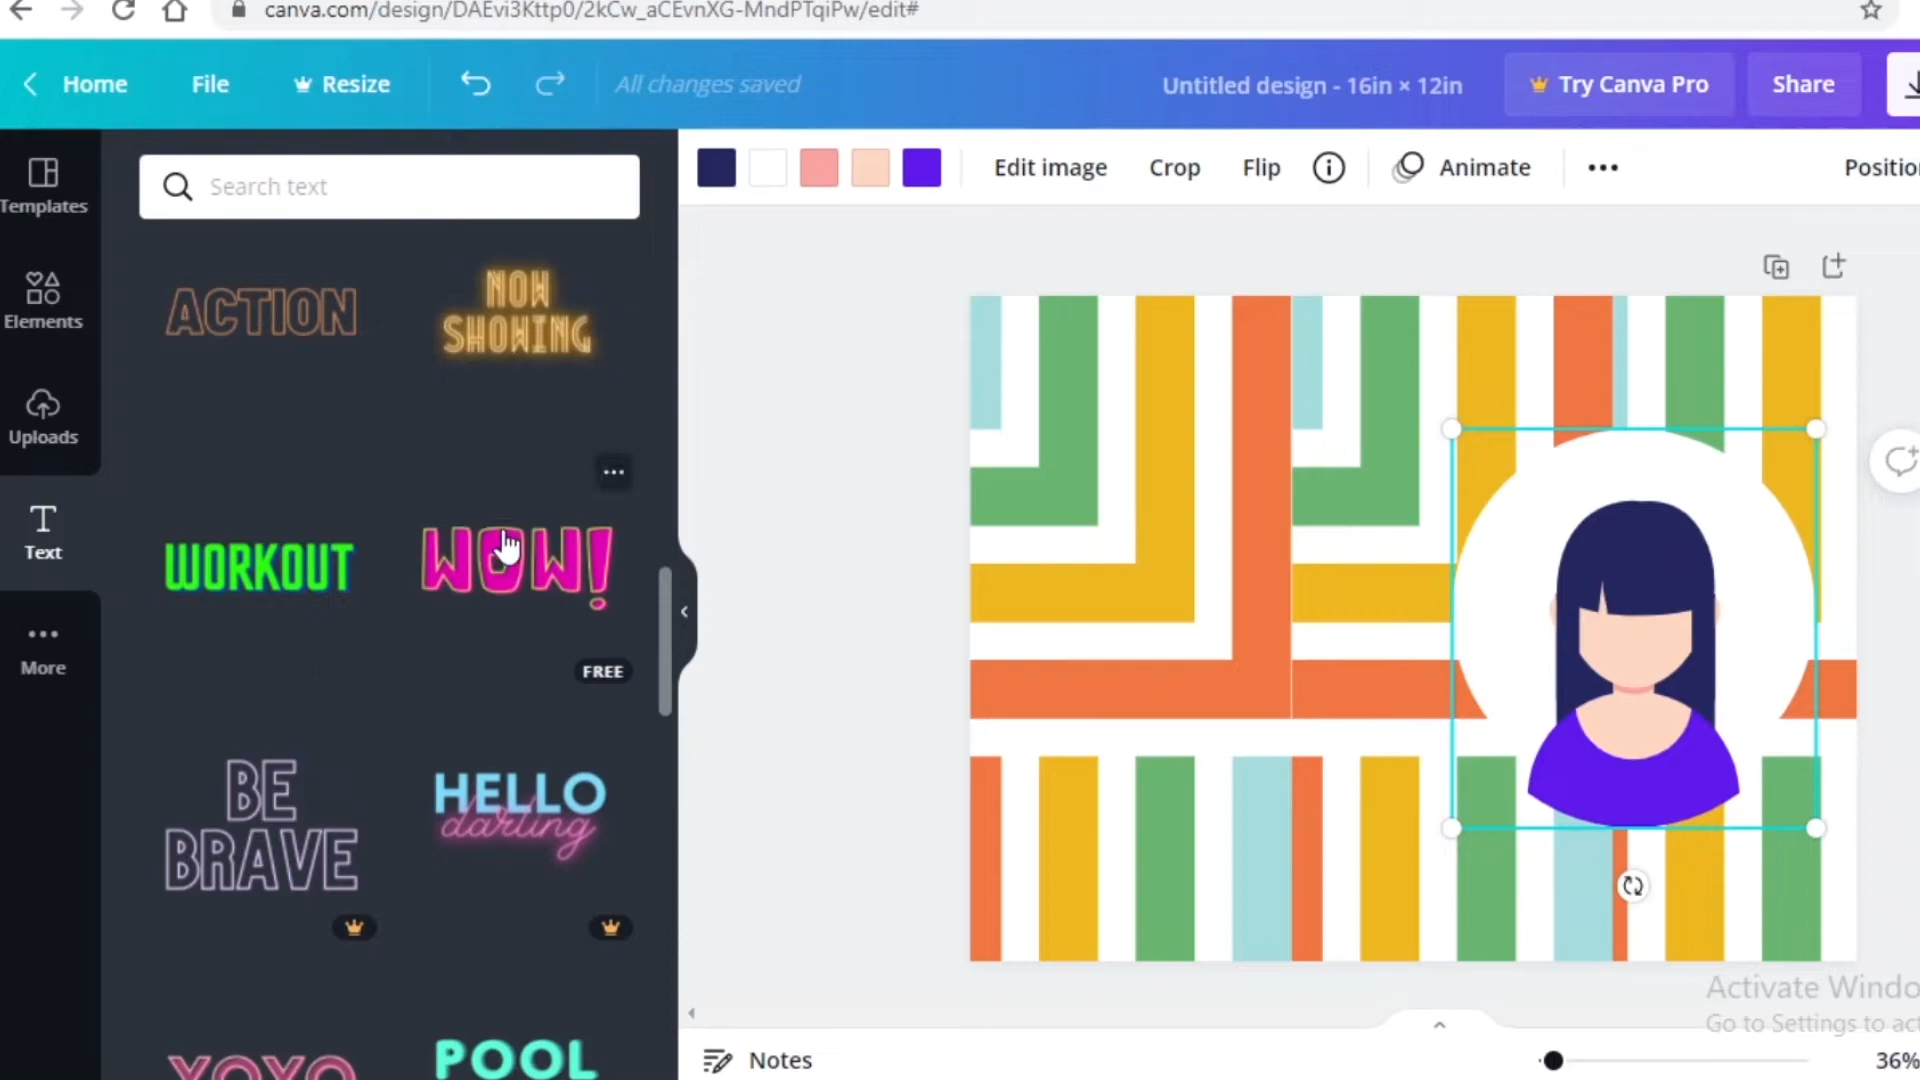 canva.com/design/DAEvi3Kttp0/2kCw_aCEvnXG-MndPTqiPw/edit#
Home File Resize All changes saved Untitled design - 16in × 12in Try Canva Pro Share
Templates
Elements
Uploads
Text
More
Search text
ACTION
NOW
SHOWING
WORKOUT
WOW!
FREE
BE
BRAVE
HELLO
darling
XOXO
POOL
Edit image Crop Flip Animate Position
Activate Windo
Go to Settings to act
Notes
36%